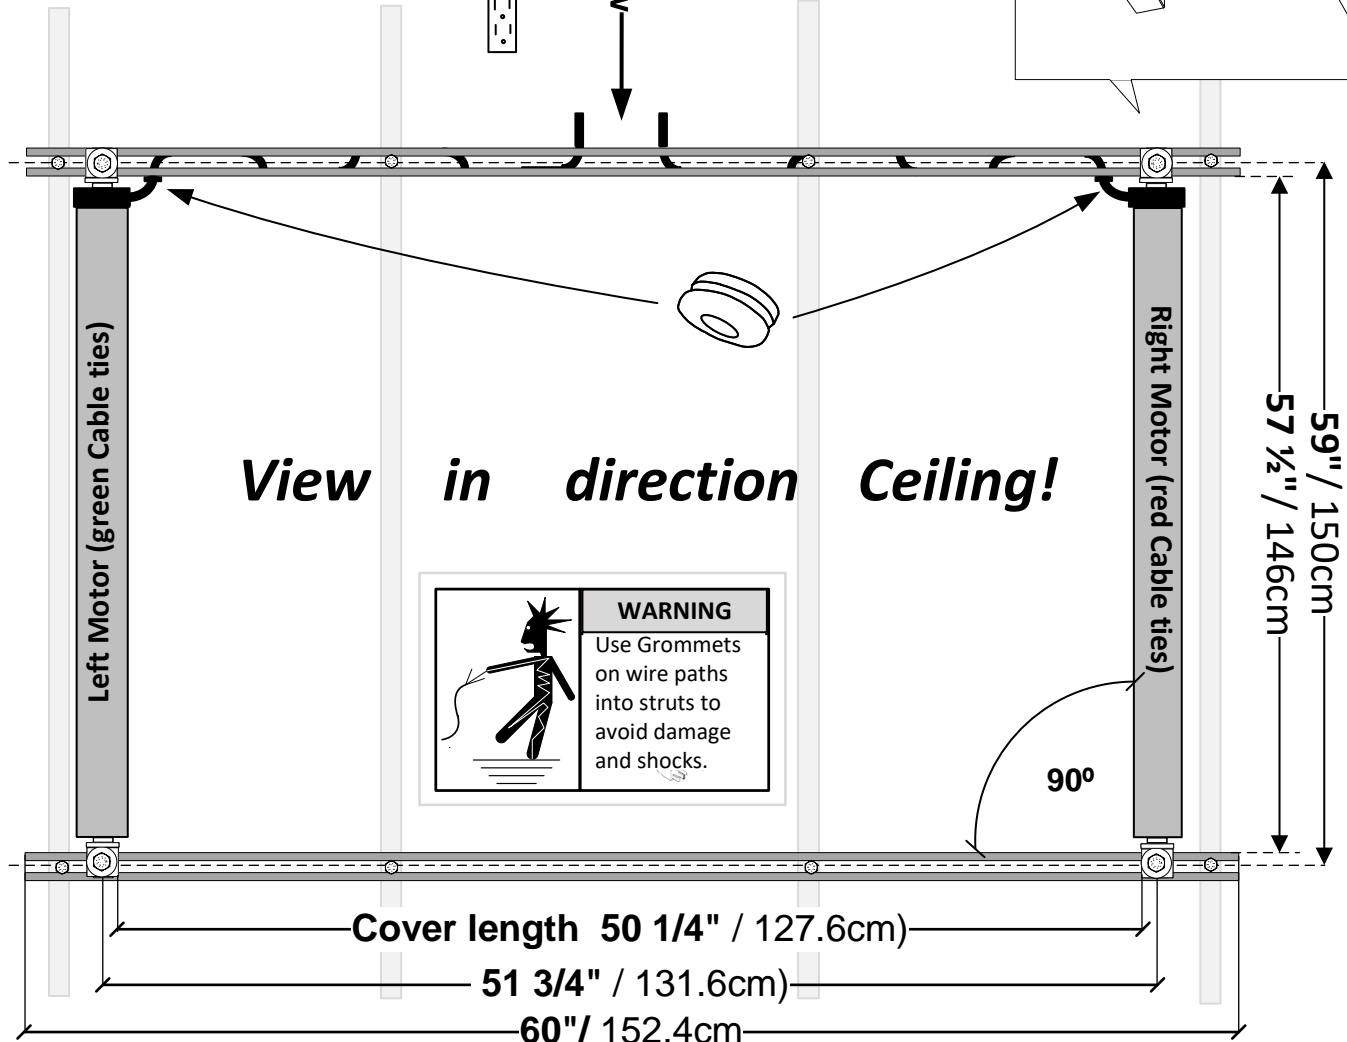 Left Motor (green Cable ties)
Right Motor (red Cable ties)
59"/ 150cm
57 ½"/ 146cm
View in direction Ceiling!
WARNING
Use Grommets
on wire paths
into struts to
avoid damage
and shocks.
90º
Cover length 50 1/4" / 127.6cm)
51 3/4" / 131.6cm)
60"/ 152.4cm